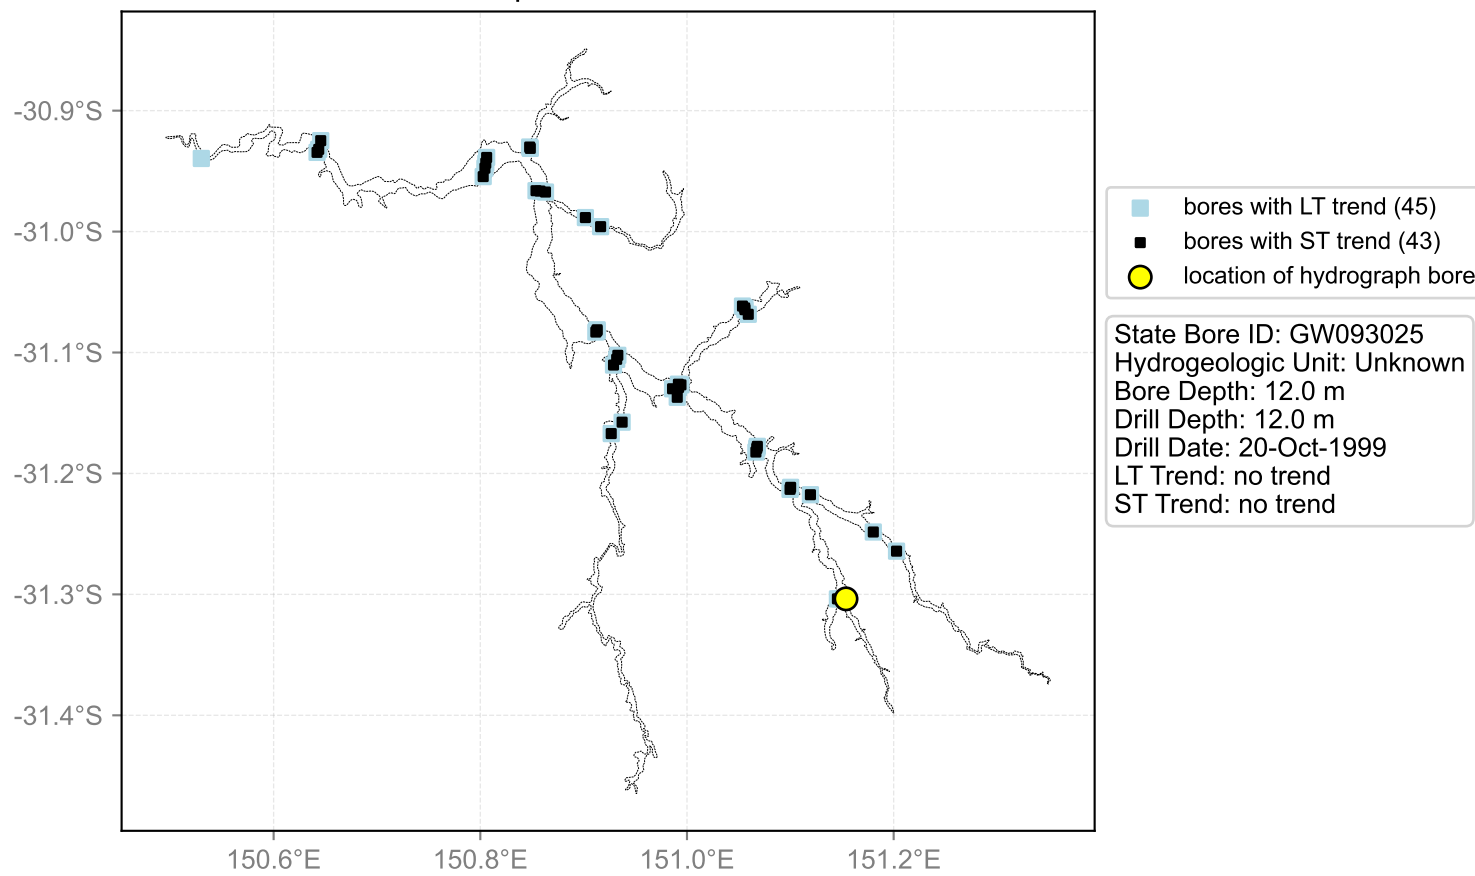 -30.9°S
-31.0°S
-31.1°S
-31.2°S
-31.3°S
-31.4°S
150.6°E
150.8°E
151.0°E
151.2°E
bores with LT trend (45)
bores with ST trend (43)
location of hydrograph bore
State Bore ID: GW093025
Hydrogeologic Unit: Unknown
Bore Depth: 12.0 m
Drill Depth: 12.0 m
Drill Date: 20-Oct-1999
LT Trend: no trend
ST Trend: no trend